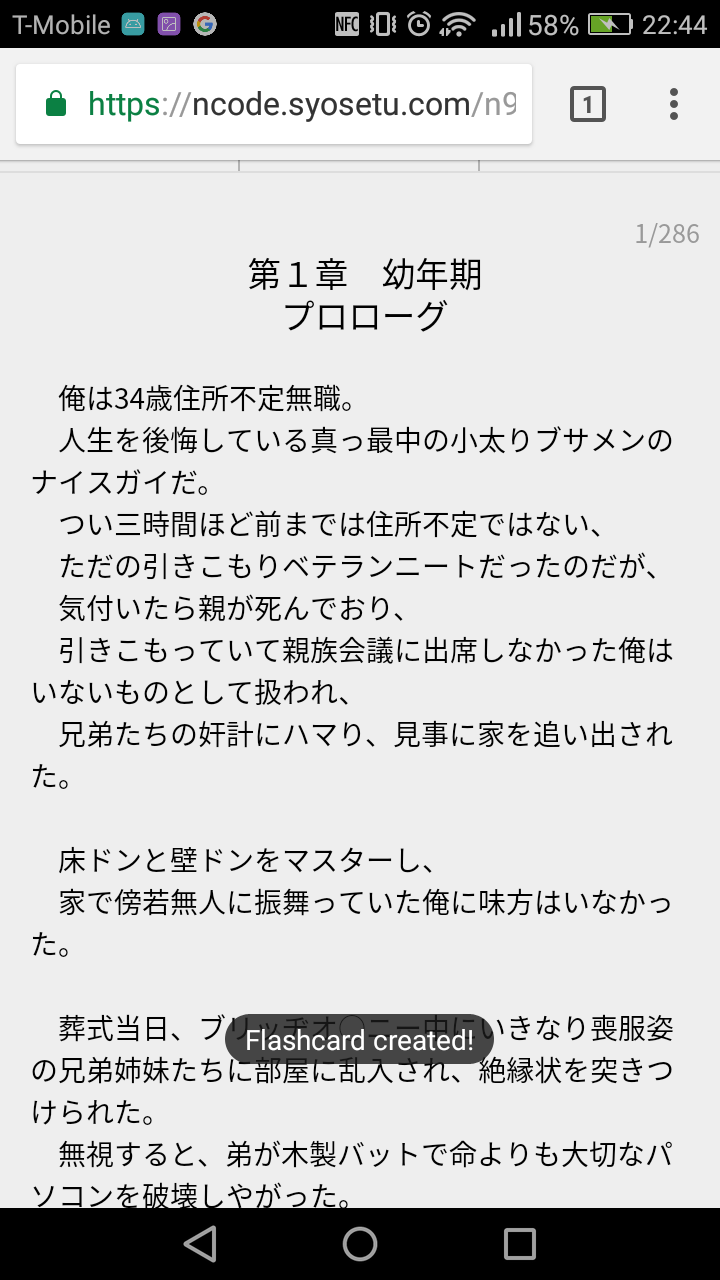 T-Mobile NFC 58% 22:44
https://ncode.syosetu.com/n9
1
1/286
第１章　幼年期
プロローグ
　俺は34歳住所不定無職。
　人生を後悔している真っ最中の小太りブサメンの
ナイスガイだ。
　つい三時間ほど前までは住所不定ではない、
　ただの引きこもりベテランニートだったのだが、
　気付いたら親が死んでおり、
　引きこもっていて親族会議に出席しなかった俺は
いないものとして扱われ、
　兄弟たちの奸計にハマり、見事に家を追い出され
た。
　床ドンと壁ドンをマスターし、
　家で傍若無人に振舞っていた俺に味方はいなかっ
た。
　葬式当日、ブリッヂオ〇ニー中にいきなり喪服姿
Flashcard created!
の兄弟姉妹たちに部屋に乱入され、絶縁状を突きつ
けられた。
　無視すると、弟が木製バットで命よりも大切なパ
ソコンを破壊しやがった。